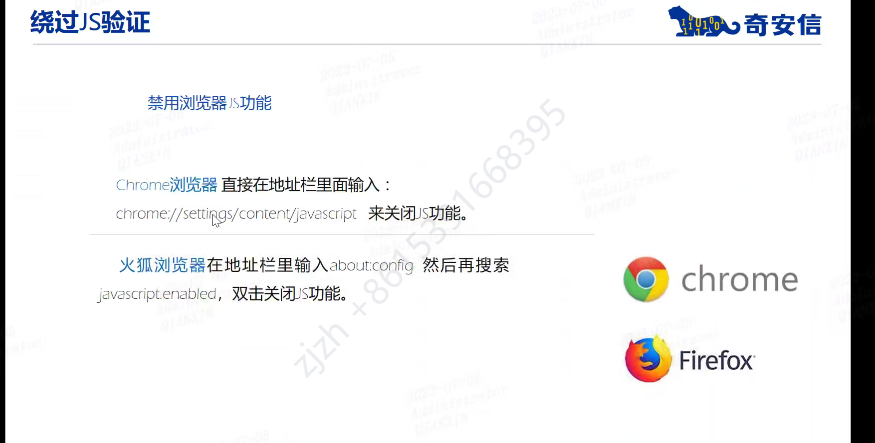 绕过JS验证
奇安信
禁用浏览器JS功能
Chrome浏览器 直接在地址栏里面输入：
chrome://settings/content/javascript 来关闭JS功能。
火狐浏览器在地址栏里输入about:config 然后再搜索
javascript.enabled，双击关闭JS功能。
chrome
Firefox
zjzh +8615331668395